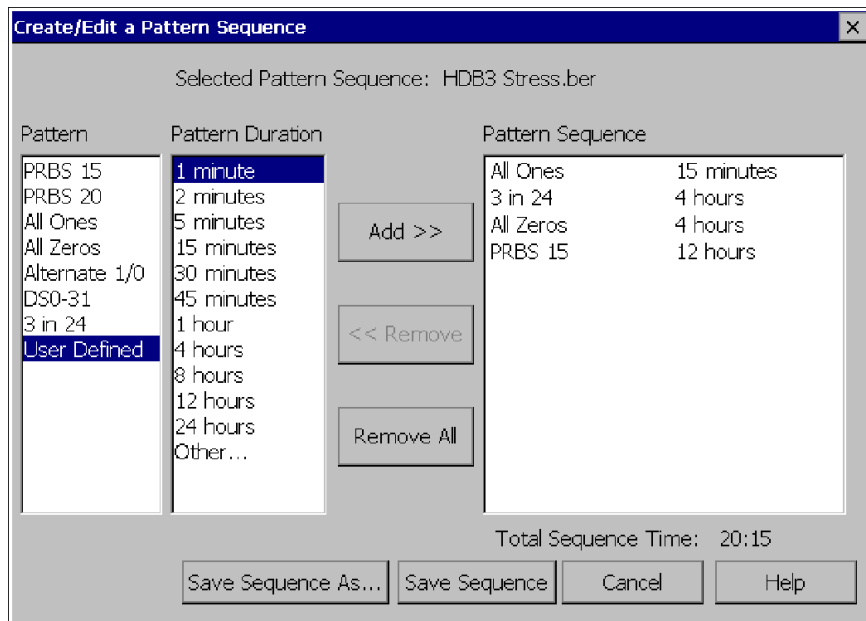 Create/Edit a Pattern Sequence
Selected Pattern Sequence: HDB3 Stress.ber
Pattern
PRBS 15
PRBS 20
All Ones
All Zeros
Alternate 1/0
DS0-31
3 in 24
User Defined
Pattern Duration
1 minute
2 minutes
5 minutes
15 minutes
30 minutes
45 minutes
1 hour
4 hours
8 hours
12 hours
24 hours
Other...
Add >>
<< Remove
Remove All
Pattern Sequence
All Ones 15 minutes
3 in 24 4 hours
All Zeros 4 hours
PRBS 15 12 hours
Total Sequence Time: 20:15
Save Sequence As...
Save Sequence
Cancel
Help